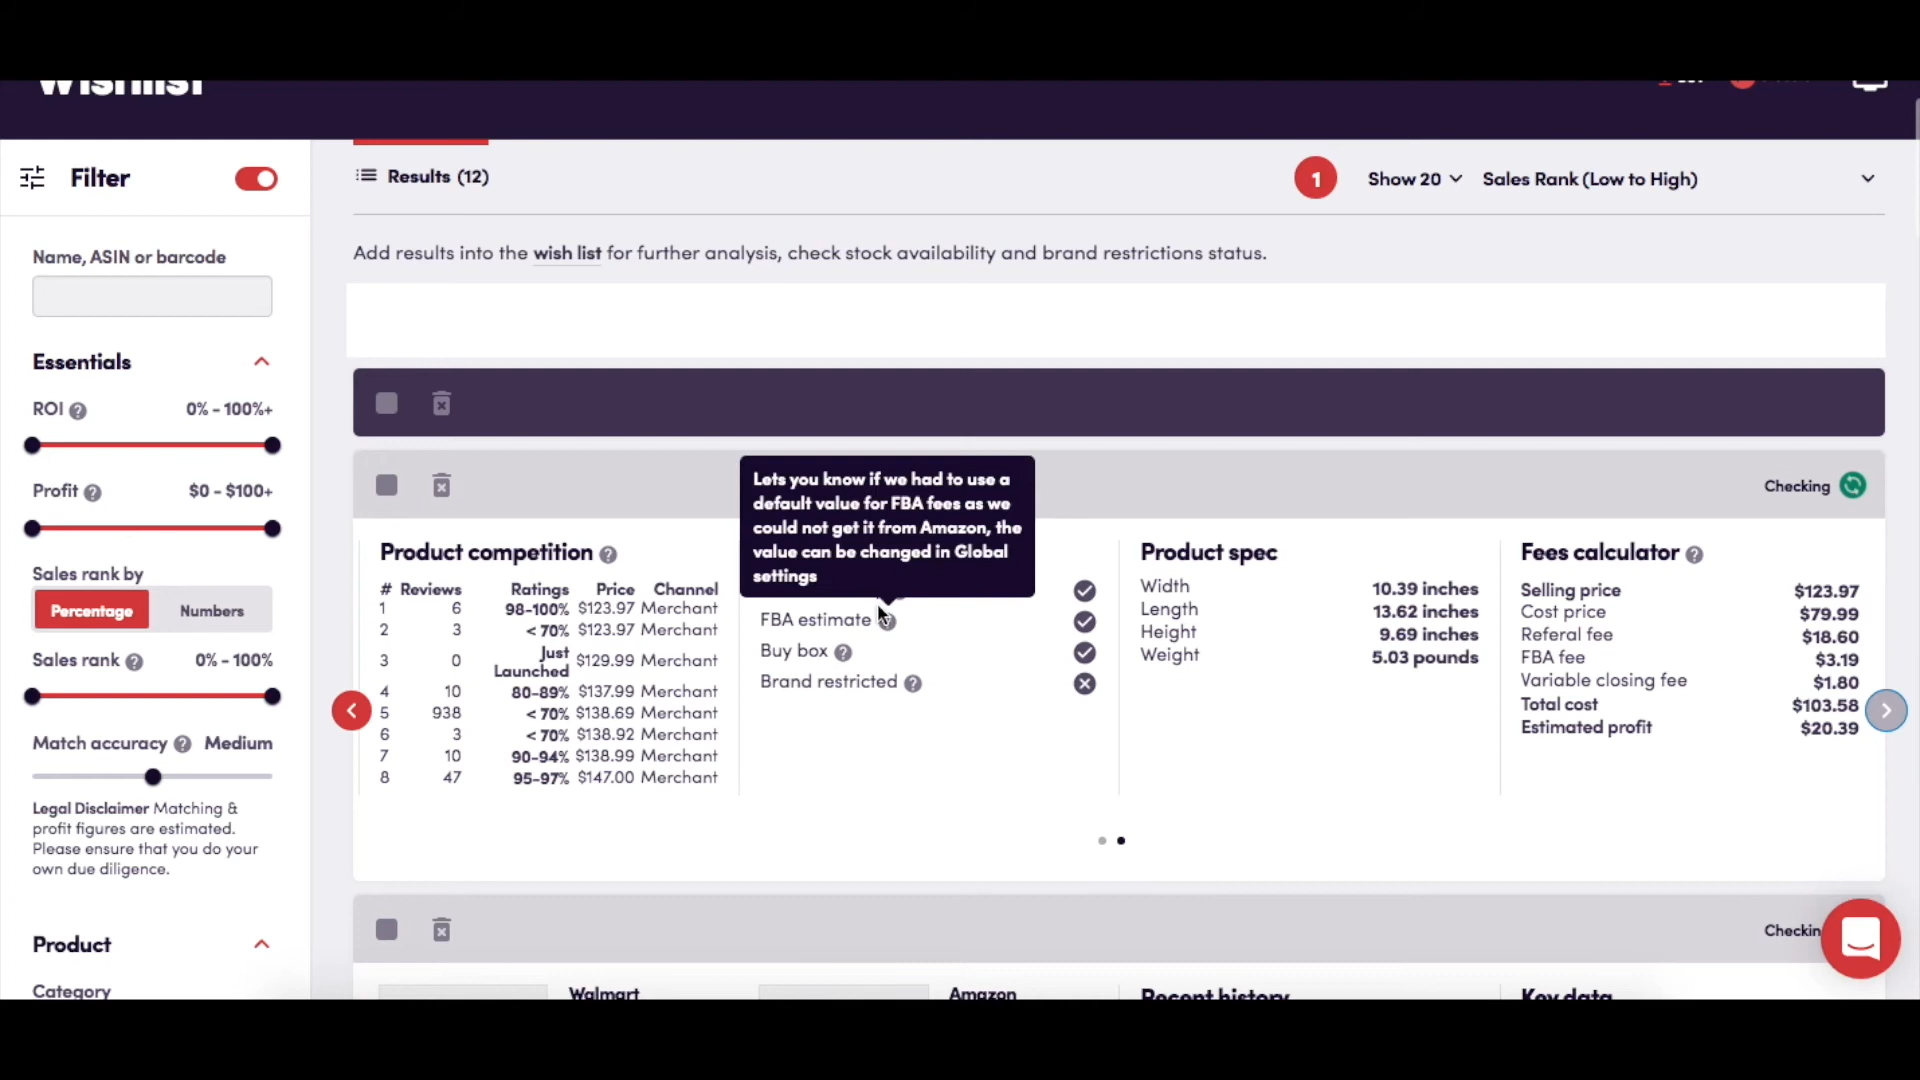 Wishlist
Filter
Results (12)
1
Show 20
Sales Rank (Low to High)
Name, ASIN or barcode
Add results into the wish list for further analysis, check stock availability and brand restrictions status.
Essentials
ROI ? 0% - 100%+
Profit ? $0 - $100+
Sales rank by
Percentage Numbers
Sales rank ? 0% - 100%
Match accuracy ? Medium
Legal Disclaimer Matching &
profit figures are estimated.
Please ensure that you do your
own due diligence.
Product
Category
Checking
Product competition ?
# Reviews Ratings Price Channel
1 6 98-100% $123.97 Merchant
2 3 < 70% $123.97 Merchant
3 0 Just Launched $129.99 Merchant
4 10 80-89% $137.99 Merchant
5 938 < 70% $138.69 Merchant
6 3 < 70% $138.92 Merchant
7 10 90-94% $138.99 Merchant
8 47 95-97% $147.00 Merchant
Lets you know if we had to use a
default value for FBA fees as we
could not get it from Amazon, the
value can be changed in Global
settings
FBA estimate ?
Buy box ?
Brand restricted ?
Product spec
Width 10.39 inches
Length 13.62 inches
Height 9.69 inches
Weight 5.03 pounds
Fees calculator ?
Selling price $123.97
Cost price $79.99
Referal fee $18.60
FBA fee $3.19
Variable closing fee $1.80
Total cost $103.58
Estimated profit $20.39
Checkin
Walmart
Amazon
Recent history
Key data